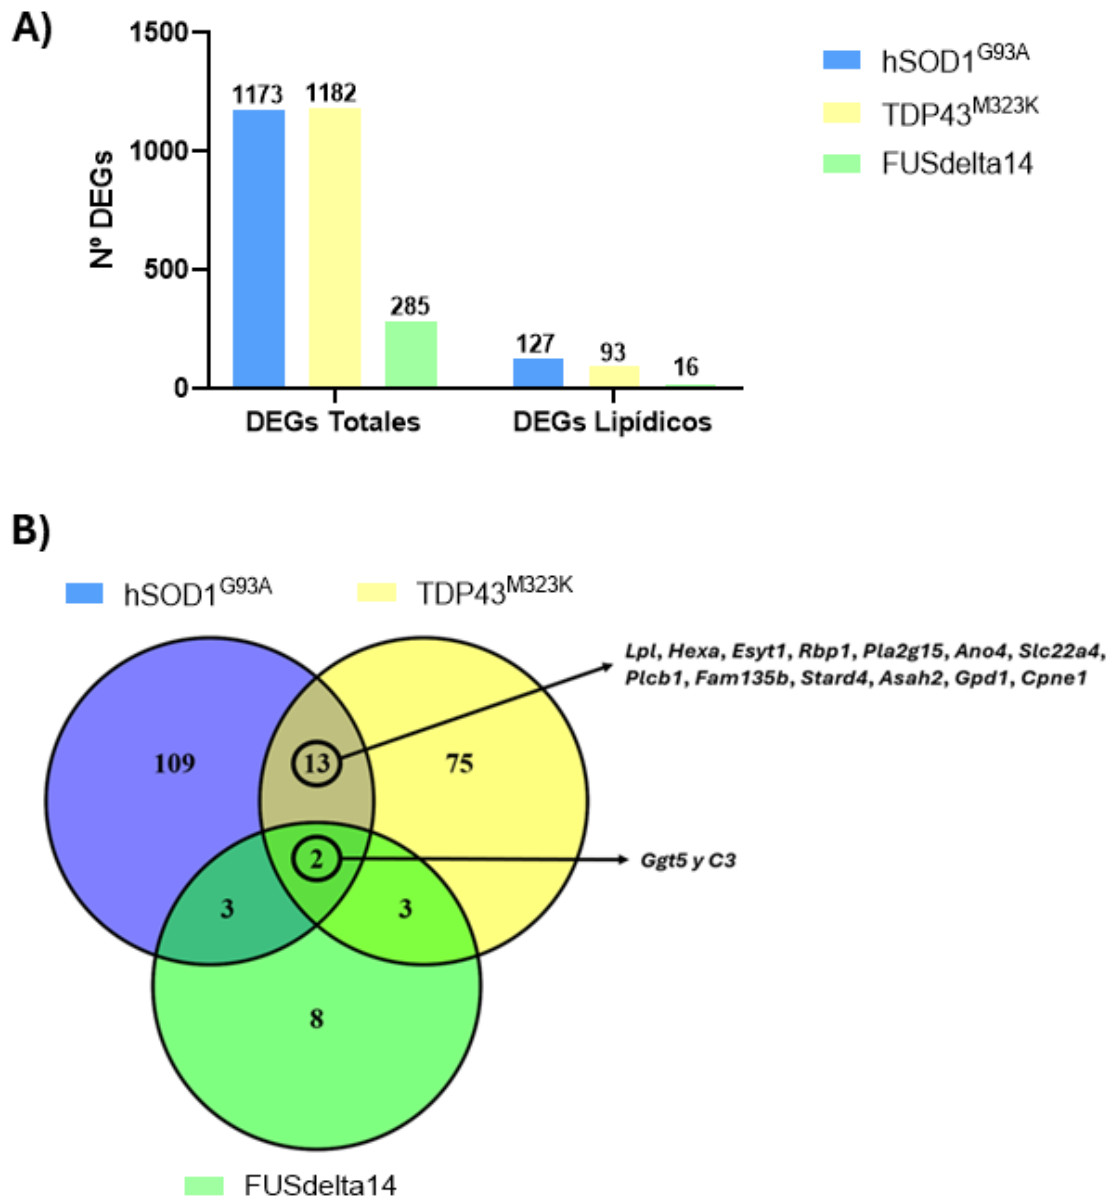 A)
1500
1000
500
0
Nº DEGs
1173
1182
285
127
93
16
DEGs Totales
DEGs Lipídicos
hSOD1G93A
TDP43M323K
FUSdelta14
B)
hSOD1G93A
TDP43M323K
Lpl, Hexa, Esyt1, Rbp1, Pla2g15, Ano4, Slc22a4,
Plcb1, Fam135b, Stard4, Asah2, Gpd1, Cpne1
109
13
75
2
Ggt5 y C3
3
3
8
FUSdelta14